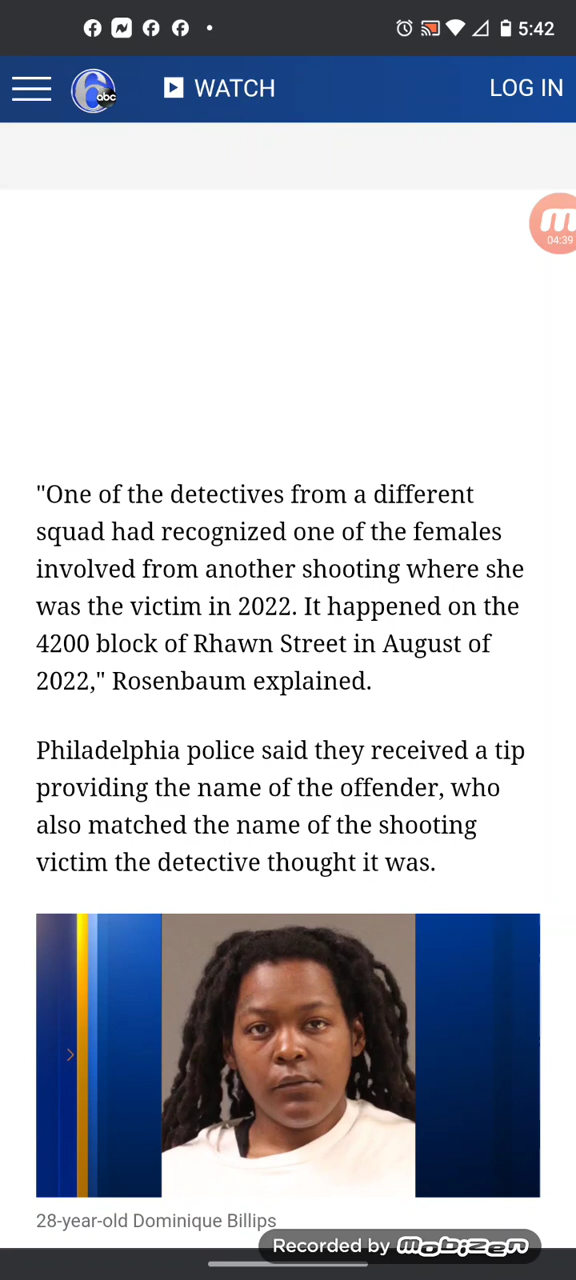 5:42
6abc WATCH LOG IN
04:39
"One of the detectives from a different
squad had recognized one of the females
involved from another shooting where she
was the victim in 2022. It happened on the
4200 block of Rhawn Street in August of
2022," Rosenbaum explained.
Philadelphia police said they received a tip
providing the name of the offender, who
also matched the name of the shooting
victim the detective thought it was.
28-year-old Dominique Billips
Recorded by mobizen